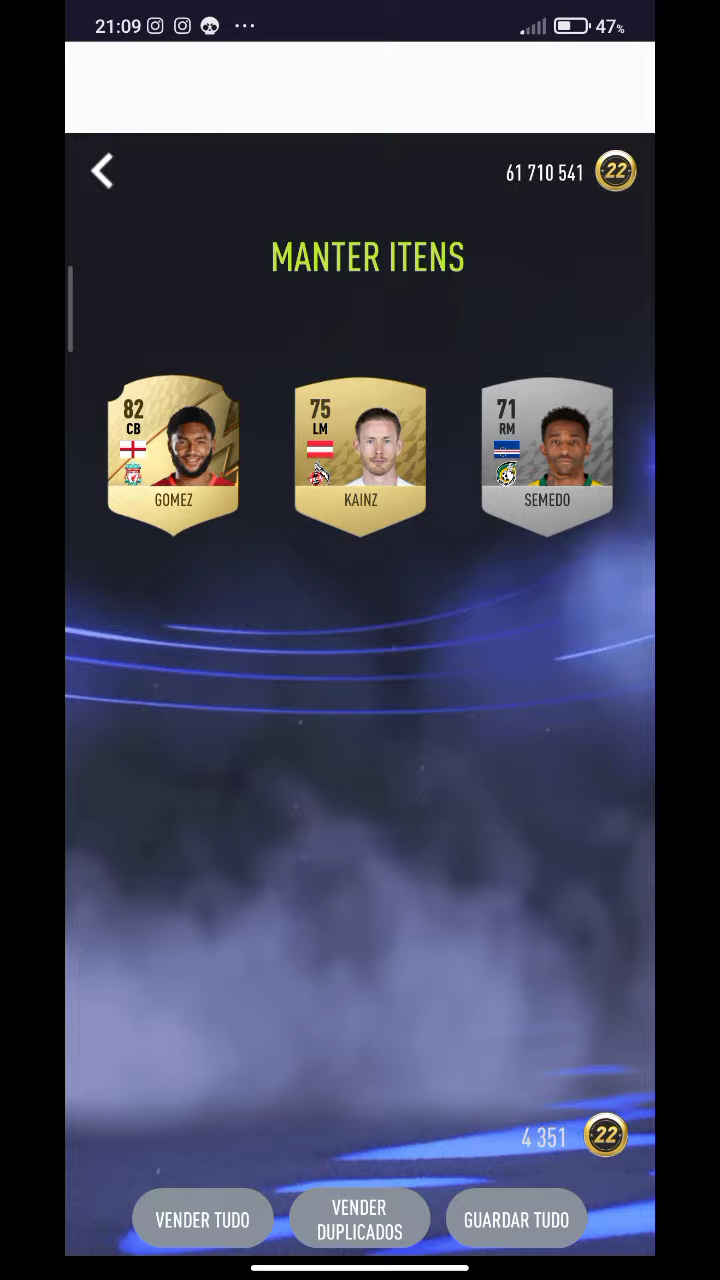 21:09 ... 47%
61 710 541 22
MANTER ITENS
82 75 71
CB LM RM
GOMEZ KAINZ SEMEDO
4 351 22
VENDER TUDO
VENDER
DUPLICADOS
GUARDAR TUDO